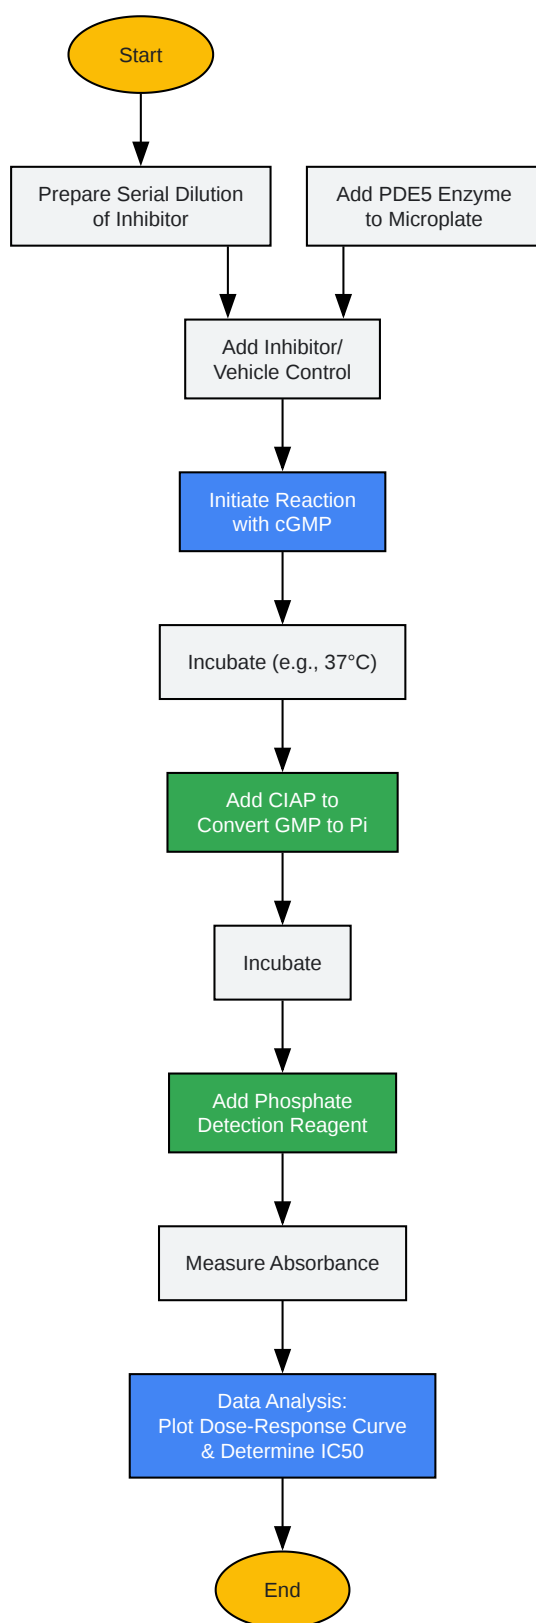 Start
Prepare Serial Dilution
of Inhibitor
Add PDE5 Enzyme
to Microplate
Add Inhibitor/
Vehicle Control
Initiate Reaction
with cGMP
Incubate (e.g., 37°C)
Add CIAP to
Convert GMP to Pi
Incubate
Add Phosphate
Detection Reagent
Measure Absorbance
Data Analysis:
Plot Dose-Response Curve
& Determine IC50
End